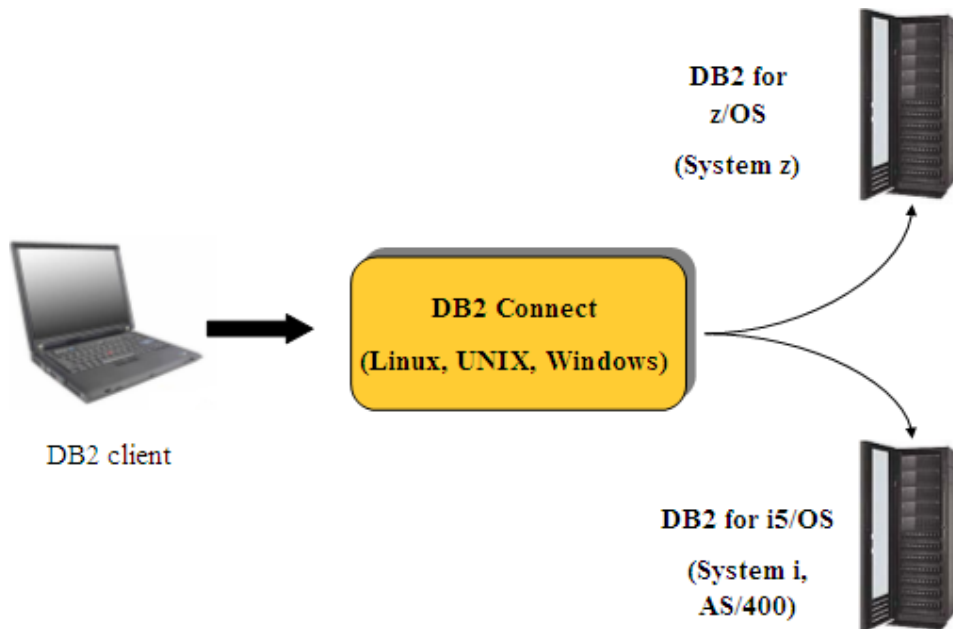 DB2 for
z/OS
(System z)
DB2 Connect
(Linux, UNIX, Windows)
DB2 client
DB2 for i5/OS
(System i,
AS/400)